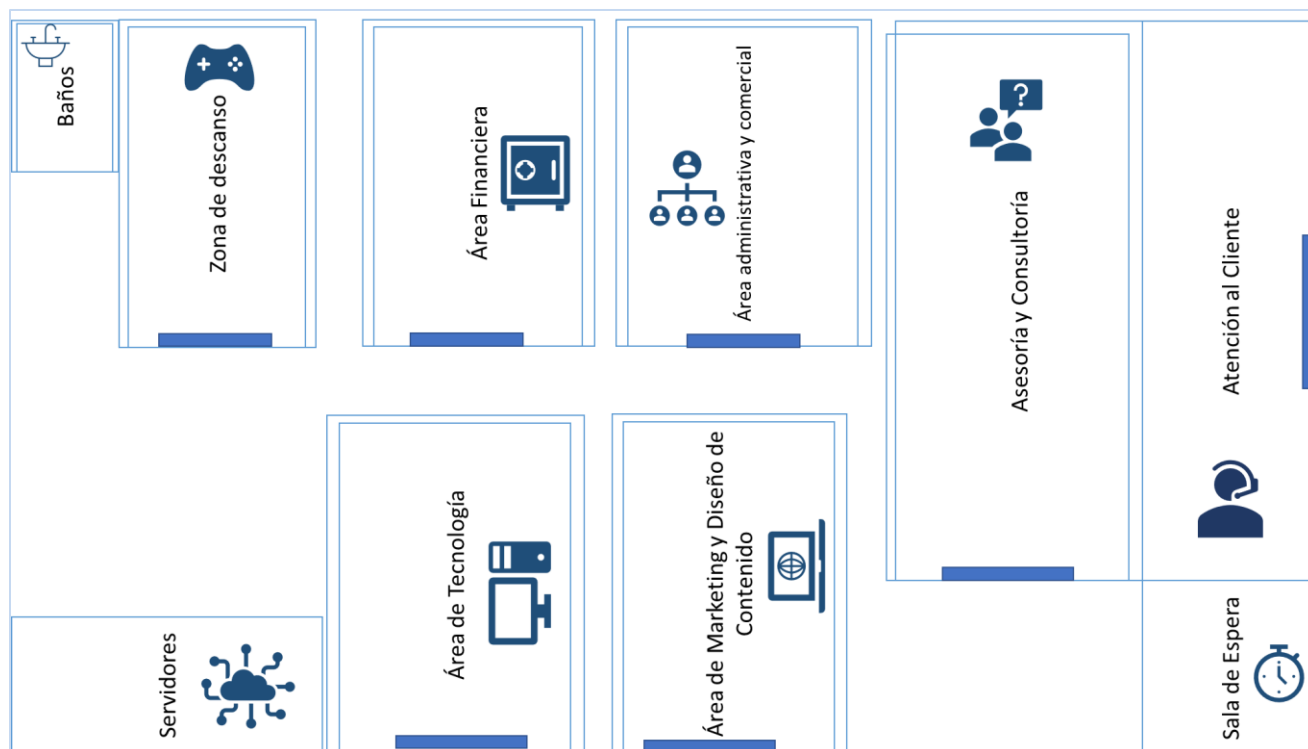 Baños
Zona de descanso
Área Financiera
Área administrativa y comercial
Asesoría y Consultoría
Atención al Cliente
Servidores
Área de Tecnología
Área de Marketing y Diseño de
Contenido
Sala de Espera
?